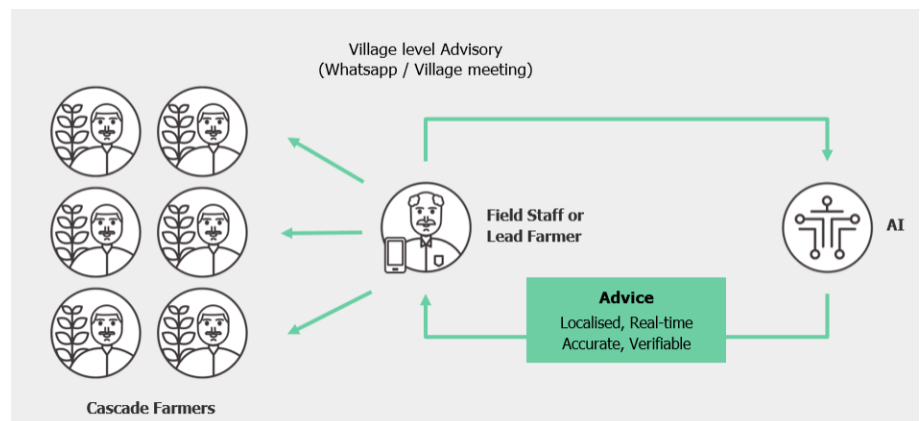 Village level Advisory
(Whatsapp / Village meeting)
Field Staff or
Lead Farmer
AI
Advice
Localised, Real-time
Accurate, Verifiable
Cascade Farmers